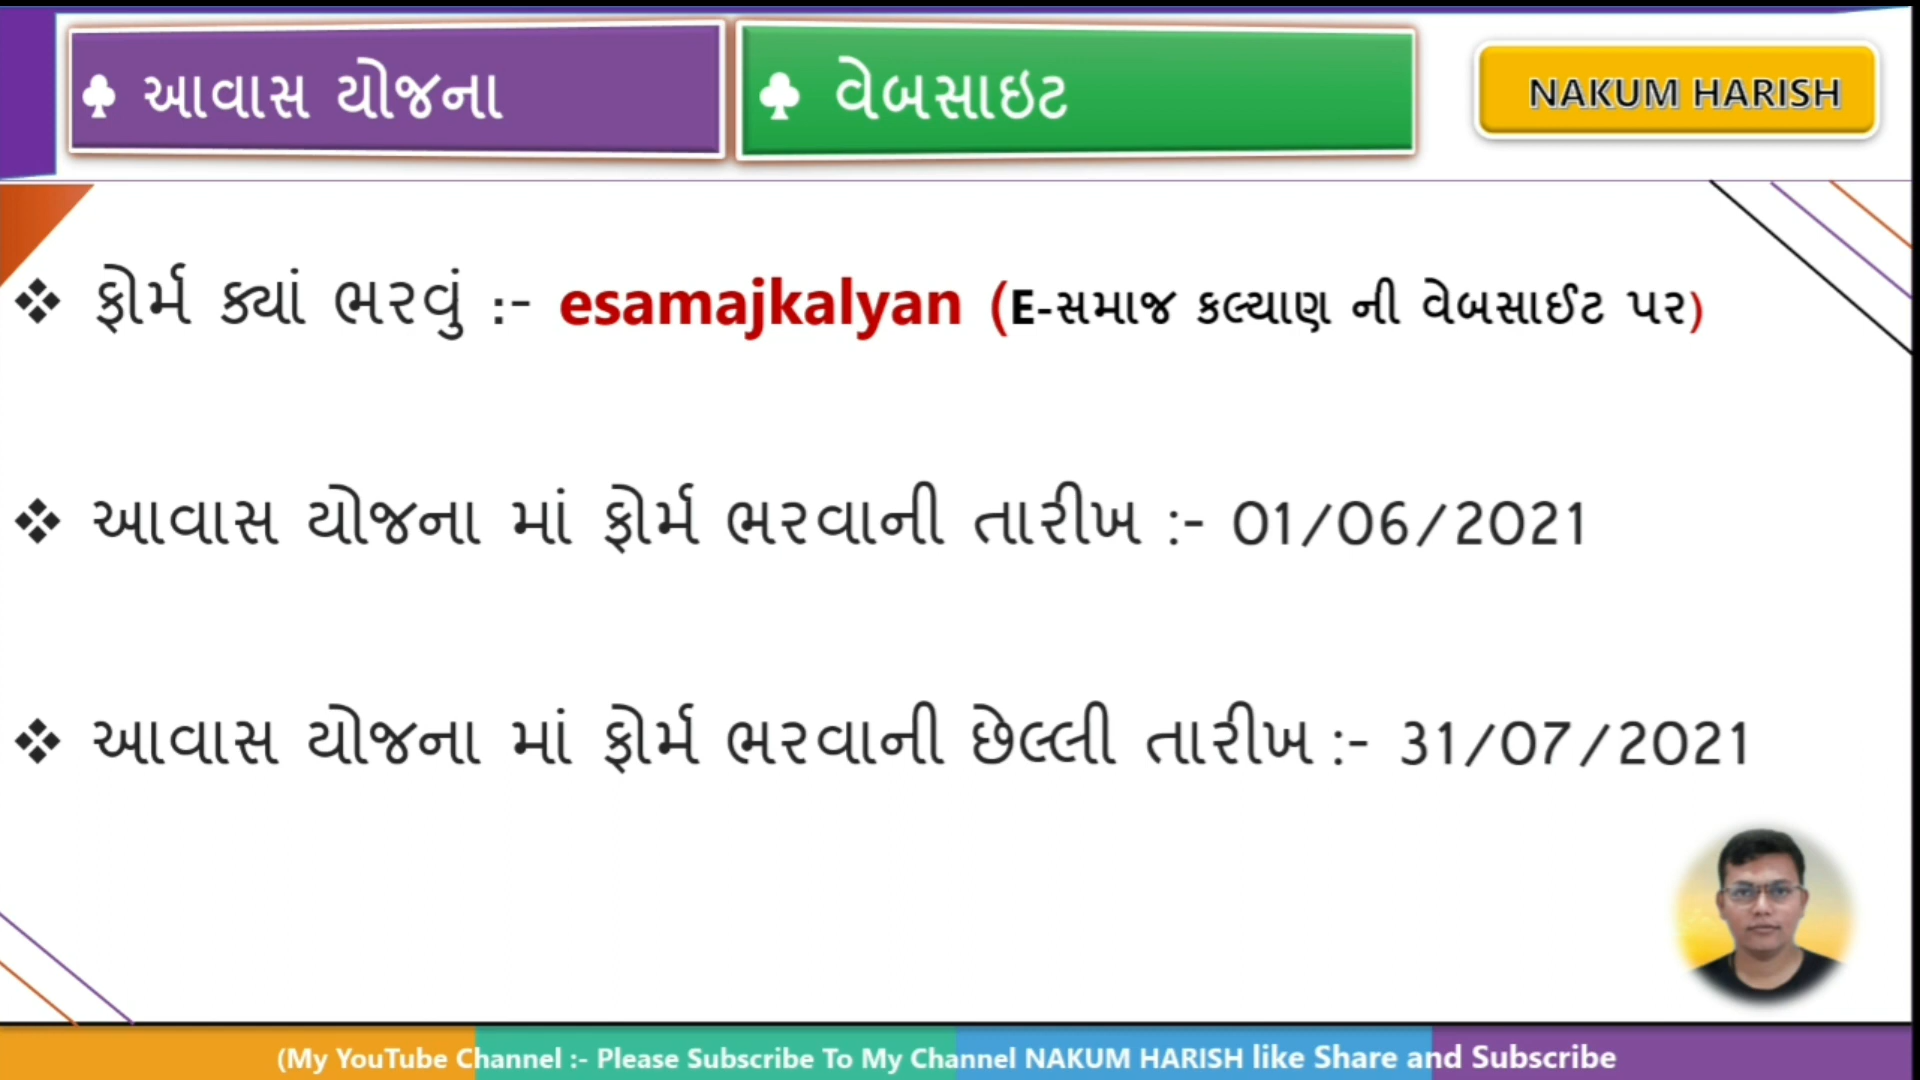 ♣ આવાસ યોજના
♣ વેબસાઇટ
NAKUM HARISH
❖ ફોર્મ ક્યાં ભરવું :- esamajkalyan (E-સમાજ કલ્યાણ ની વેબસાઈટ પર)
❖ આવાસ યોજના માં ફોર્મ ભરવાની તારીખ :- 01/06/2021
❖ આવાસ યોજના માં ફોર્મ ભરવાની છેલ્લી તારીખ :- 31/07/2021
(My YouTube Channel :- Please Subscribe To My Channel NAKUM HARISH like Share and Subscribe